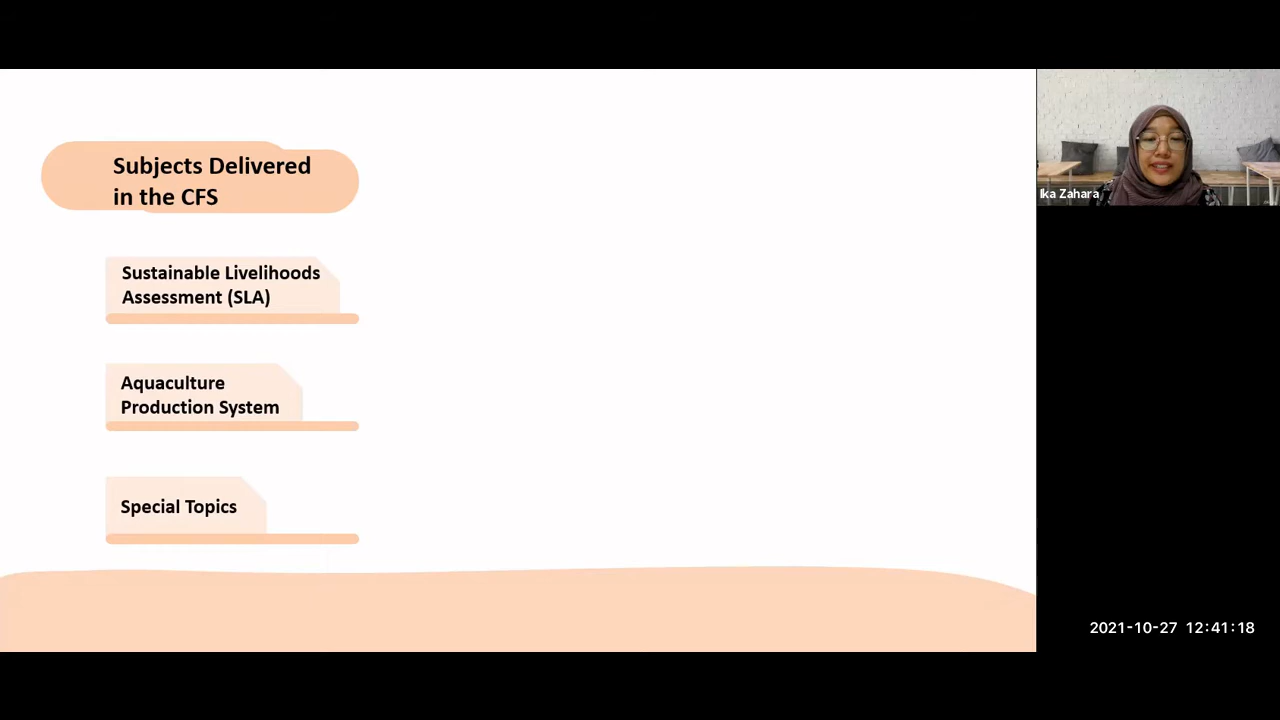 Subjects Delivered
in the CFS
Sustainable Livelihoods
Assessment (SLA)
Aquaculture
Production System
Special Topics
Ika Zahara
2021-10-27 12:41:18